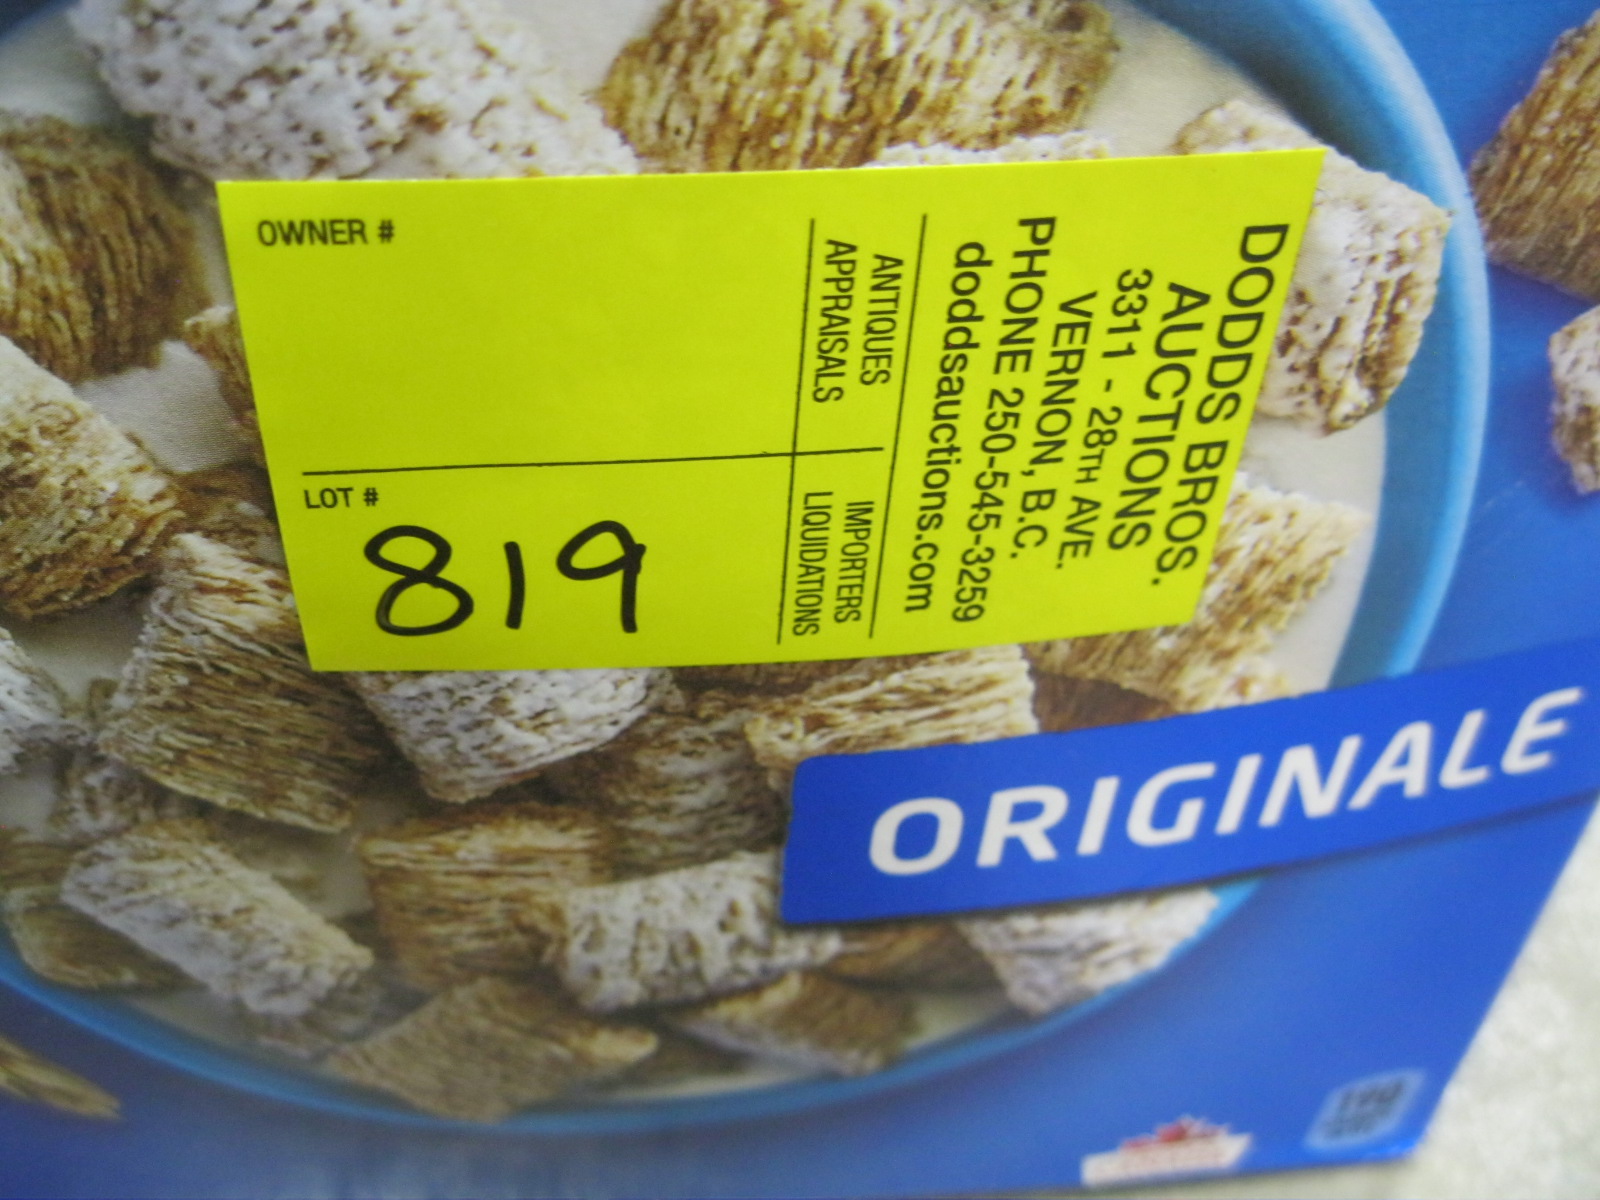 OWNER #
LOT #
819
DODDS BROS.
AUCTIONS
3311 - 28TH AVE.
VERNON, B.C.
PHONE 250-545-3259
doddsauctions.com
ANTIQUES
APPRAISALS
IMPORTERS
LIQUIDATIONS
ORIGINALE